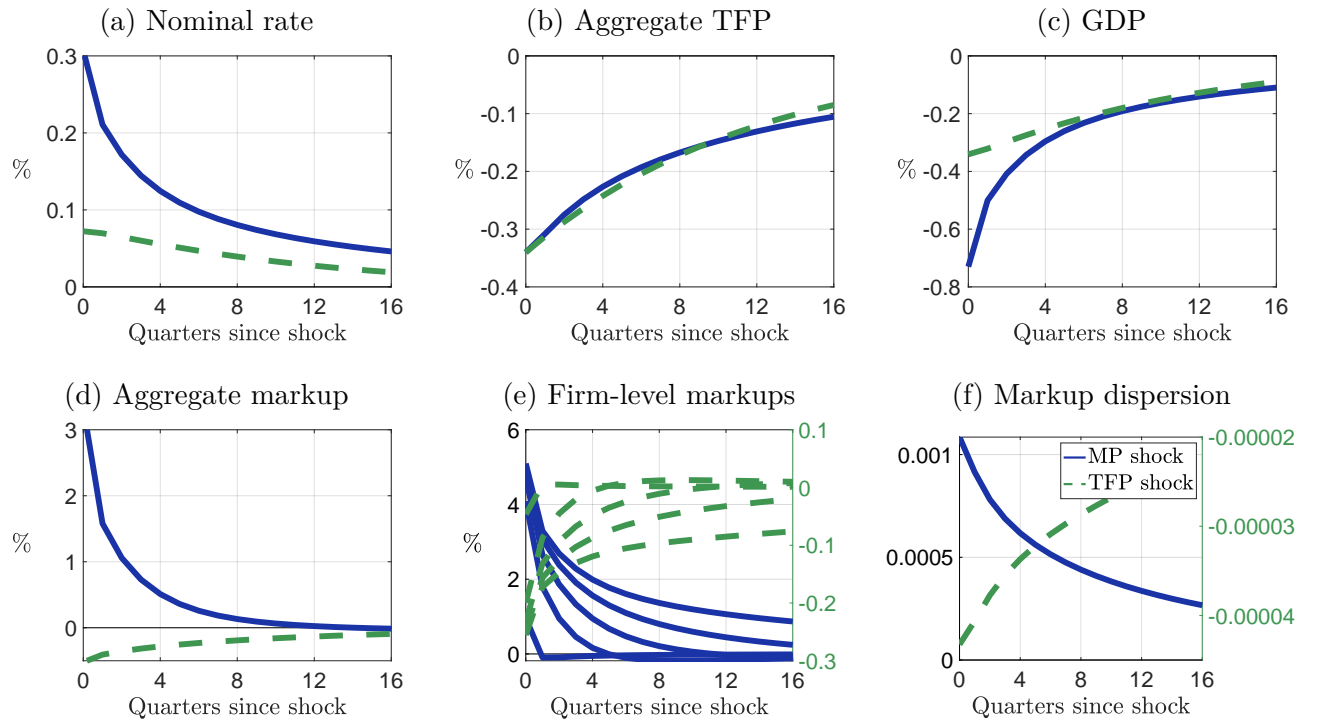 (a) Nominal rate
(b) Aggregate TFP
(c) GDP
0.3
0.2
0.1
0
%
0 4 8 12 16
Quarters since shock
0
-0.1
-0.2
-0.3
-0.4
%
0 4 8 12 16
Quarters since shock
0
-0.2
-0.4
-0.6
-0.8
%
0 4 8 12 16
Quarters since shock
(d) Aggregate markup
(e) Firm-level markups
(f) Markup dispersion
3
2
1
0
%
0 4 8 12 16
Quarters since shock
6
4
2
0
%
0.1
0
-0.1
-0.2
-0.3
0 4 8 12 16
Quarters since shock
0.001
0.0005
0
MP shock
TFP shock
-0.00002
-0.00003
-0.00004
0 4 8 12 16
Quarters since shock